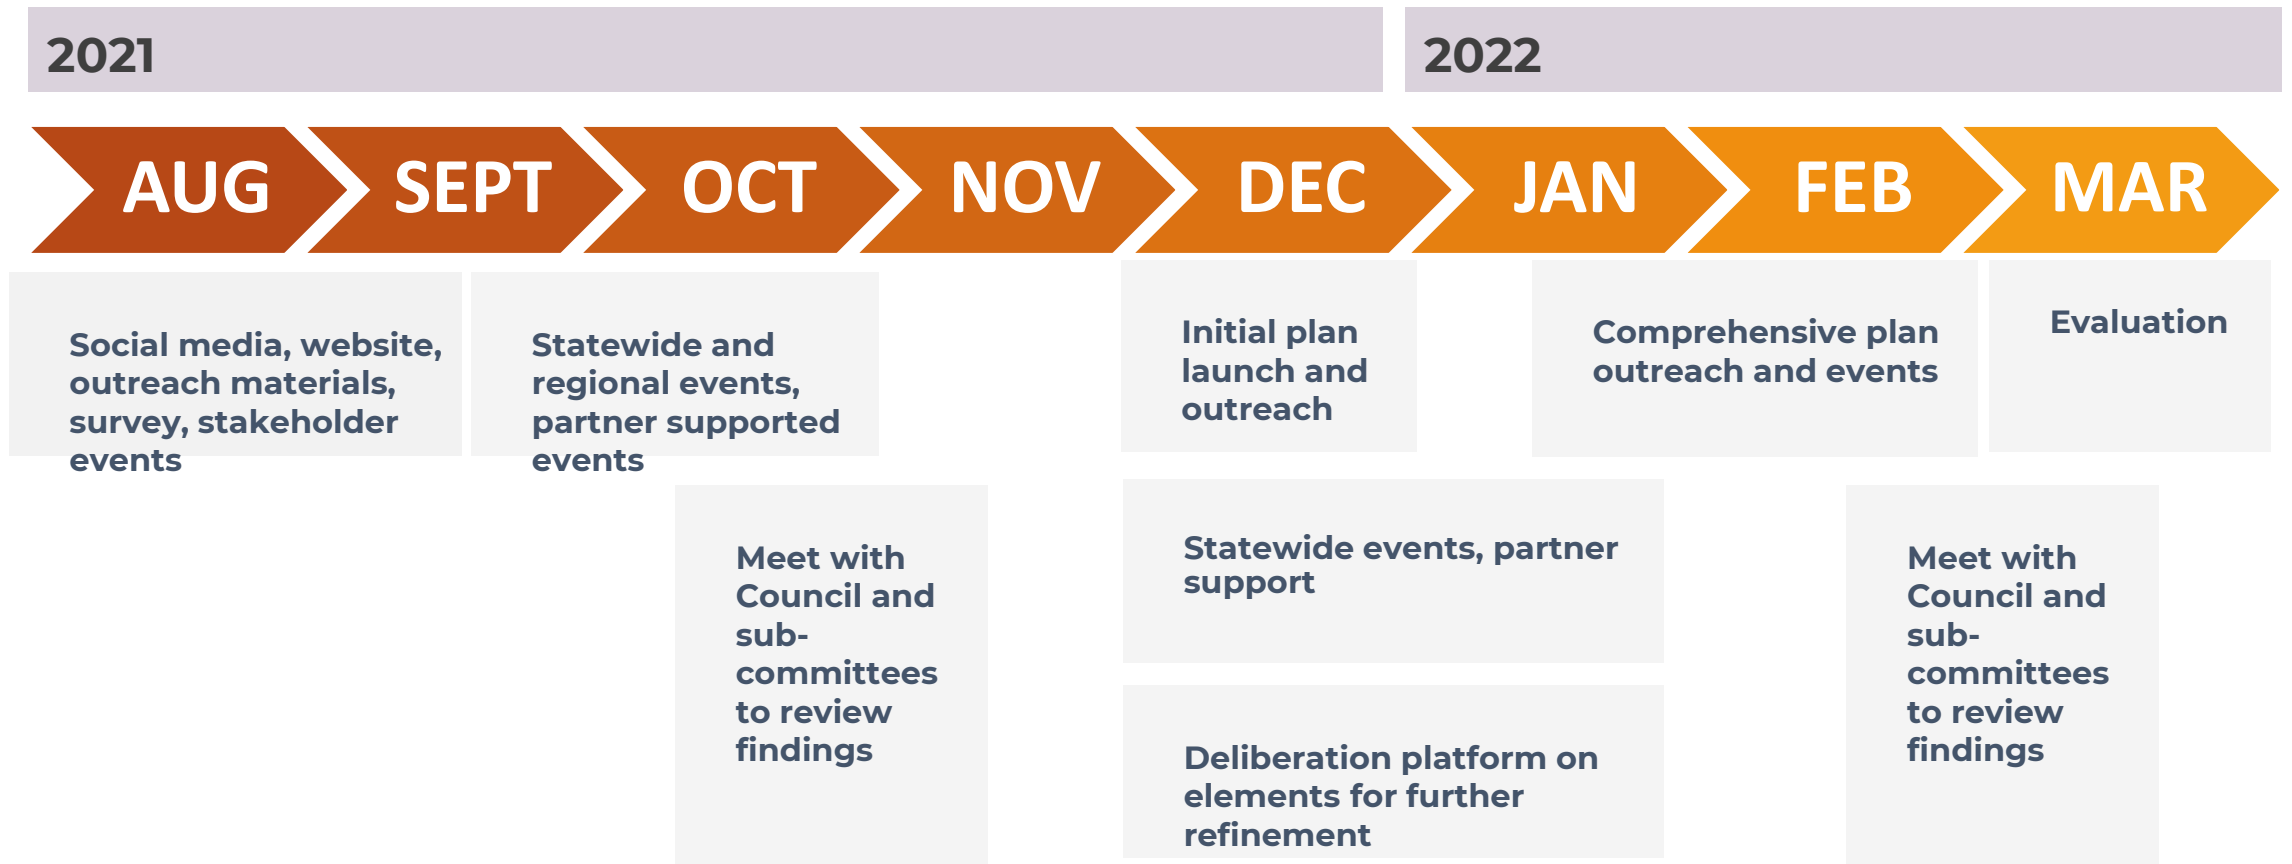 2021
2022
AUG
SEPT
OCT
NOV
DEC
JAN
FEB
MAR
Social media, website,
outreach materials,
survey, stakeholder
events
Statewide and
regional events,
partner supported
events
Initial plan
launch and
outreach
Comprehensive plan
outreach and events
Evaluation
Meet with
Council and
sub-
committees
to review
findings
Statewide events, partner
support
Deliberation platform on
elements for further
refinement
Meet with
Council and
sub-
committees
to review
findings